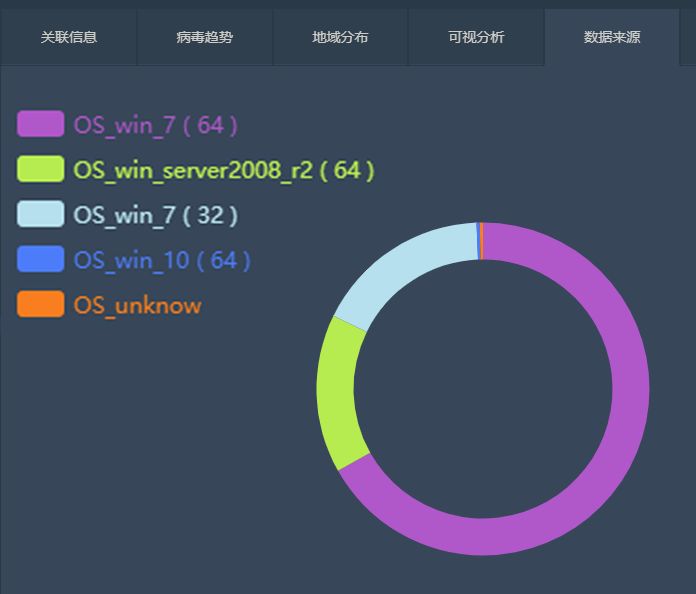 关联信息 病毒趋势 地域分布 可视分析 数据来源
OS_win_7 ( 64 )
OS_win_server2008_r2 ( 64 )
OS_win_7 ( 32 )
OS_win_10 ( 64 )
OS_unknow